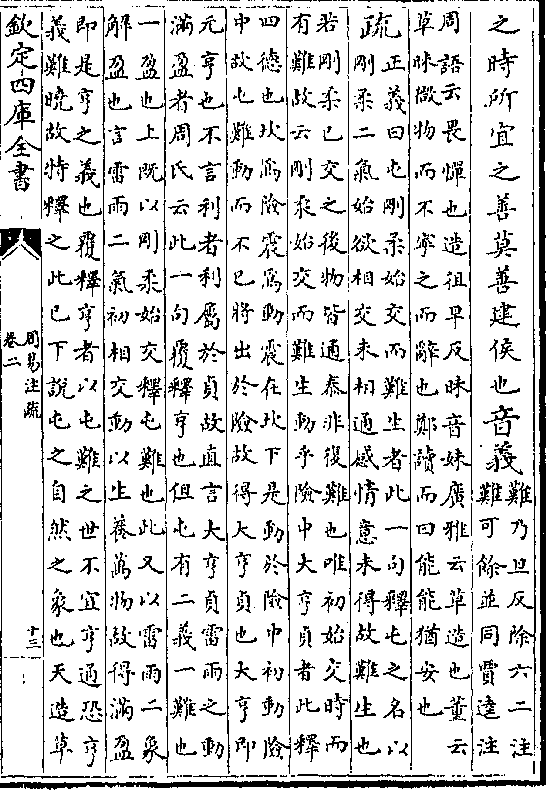 之時所宜之善莫善建侯也音義難乃旦反除六二注
難可餘並同賈逵注
周語云畏憚也造徂早反昧音妹廣雅云草造也董云
草昧微物而不寧之而辭也鄭讀而曰能能猶安也
疏正義曰屯剛柔始交而難生者此一句釋屯之名以
剛柔二氣始欲相交未相通感情意未得故難生也
若剛柔已交之後物皆通泰非復難也唯初始交時而
有難故云剛柔始交而難生動乎險中大亨貞者此釋
四德也坎為險震為動震在坎下是動於險中初動險
中故屯難動而不已將出於險故得大亨貞也大亨即
元亨也不言利者利屬於貞故直言大亨貞雷雨之動
滿盈者周氏云此一句覆釋亨也但屯有二義一難也
一盈也上既以剛柔始交釋屯難也此又以雷雨二象
解盈也言雷雨二氣初相交動以生養萬物故得滿盈
即是亨之義也覆釋亨者以屯難之世不宜亨通恐亨
義難曉故特釋之此已下說屯之自然之象也天造草
欽定四庫全書
周易注疏
卷二
十三